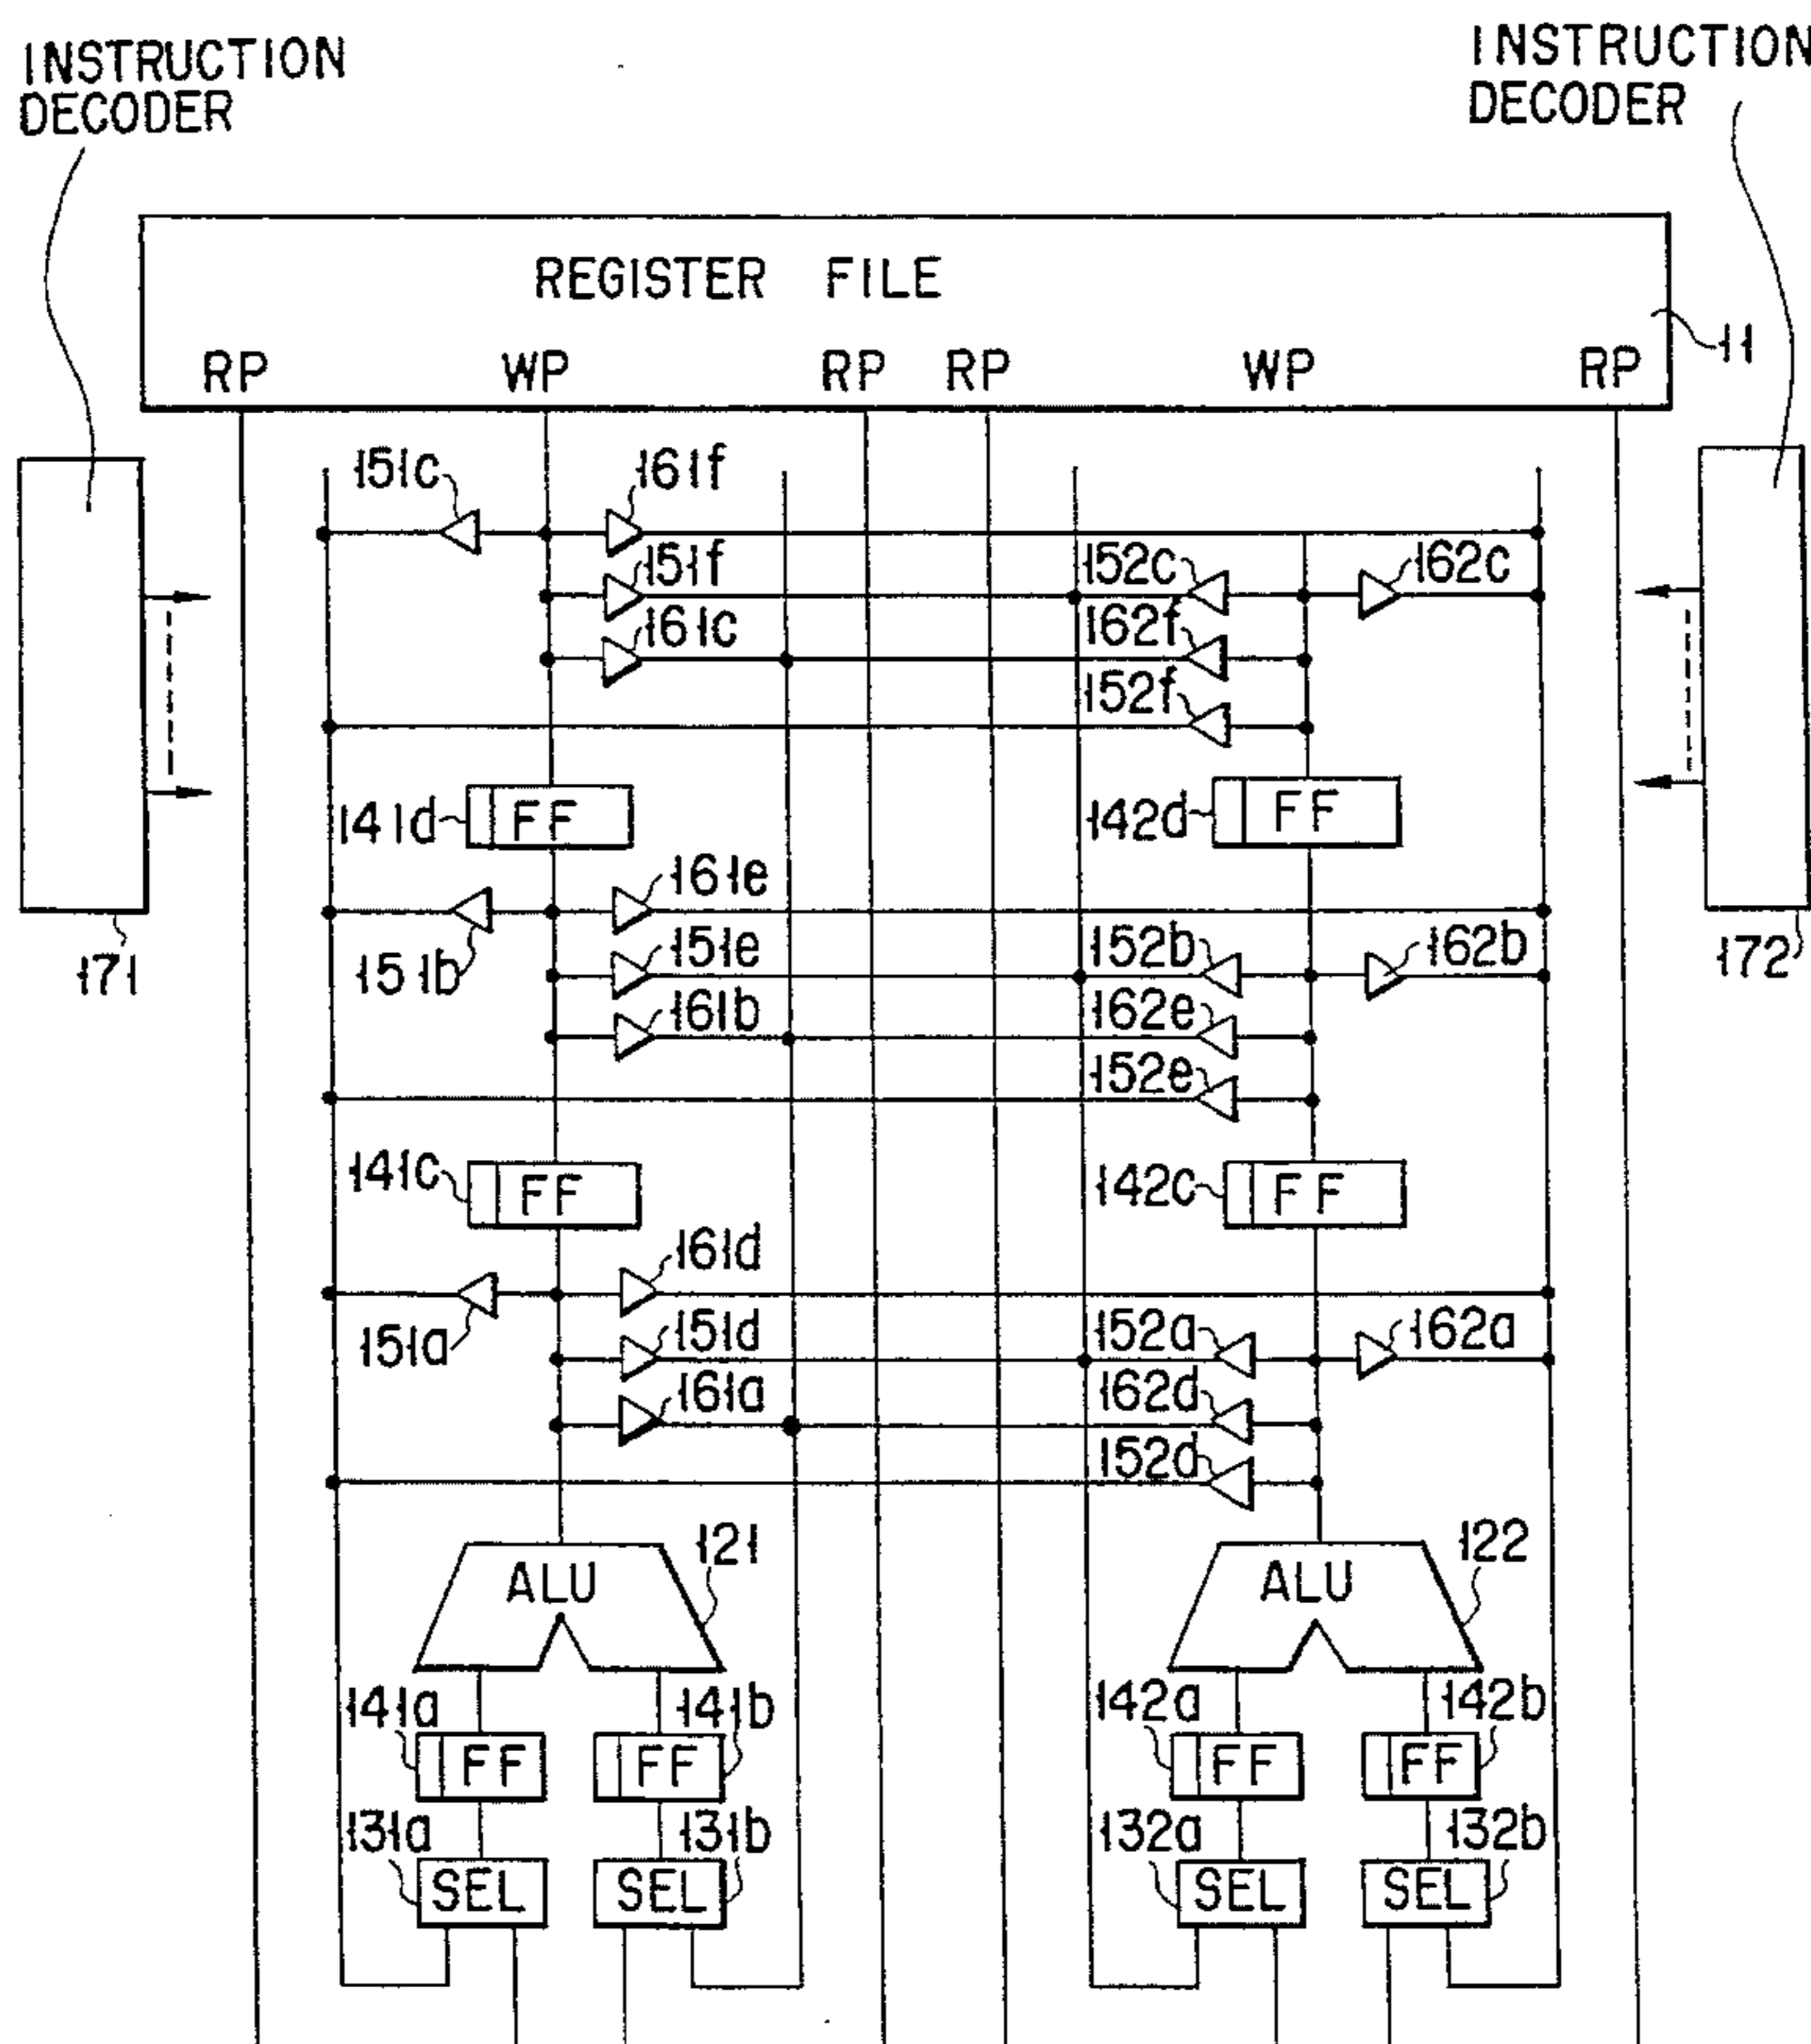 INSTRUCTION
DECODER
INSTRUCTION
DECODER
REGISTER FILE
11
RP WP RP RP WP RP
151c 161f
151f 152c 162c
161c 162f
152f
141d FF 142d FF
161e
151b 151e 152b 162b
171 172
161b 162e
152e
141c FF 142c FF
161d
151a 151d 152a 162a
161a 162d
152d
121 122
ALU ALU
141a 141b 142a 142b
FF FF FF FF
131a 131b 132a 132b
SEL SEL SEL SEL